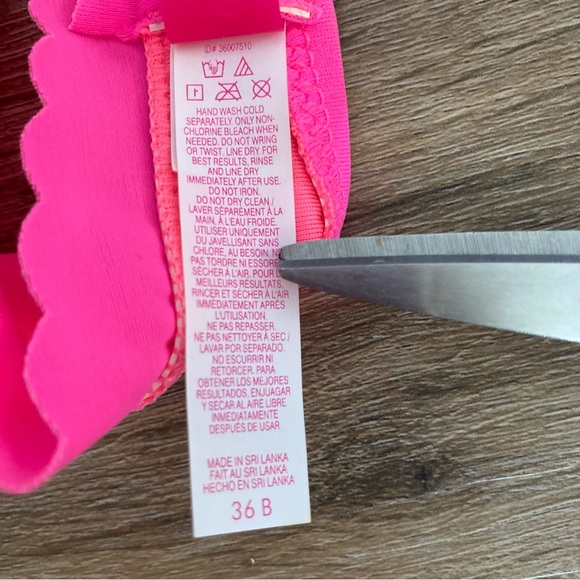 ID# 36007510
HAND WASH COLD
SEPARATELY. ONLY NON-
CHLORINE BLEACH WHEN
NEEDED. DO NOT WRING
OR TWIST. LINE DRY. FOR
BEST RESULTS, RINSE
AND LINE DRY
IMMEDIATELY AFTER USE.
DO NOT IRON.
DO NOT DRY CLEAN./
LAVER SÉPARÉMENT À LA
MAIN, À L'EAU FROIDE.
UTILISER UNIQUEMENT
DU JAVELLISANT SANS
CHLORE, AU BESOIN.
PAS TORDRE NI
SÉCHER À L'AIR.
MEILLEURS RÉSULTATS,
RINCER ET SÉCHER À L'AIR
IMMÉDIATEMENT APRÈS
L'UTILISATION.
NE PAS REPASSER.
NE PAS NETTOYER À SEC./
LAVAR POR SEPARADO.
NO ESCURRIR NI
RETORCER. PARA
OBTENER LOS MEJORES
RESULTADOS, ENJUAGAR
Y SECAR AL AIRE LIBRE
INMEDIATAMENTE
DESPUÉS DE USAR.
MADE IN SRI LANKA
FAIT AU SRI LANKA
HECHO EN SRI LANKA
36 B